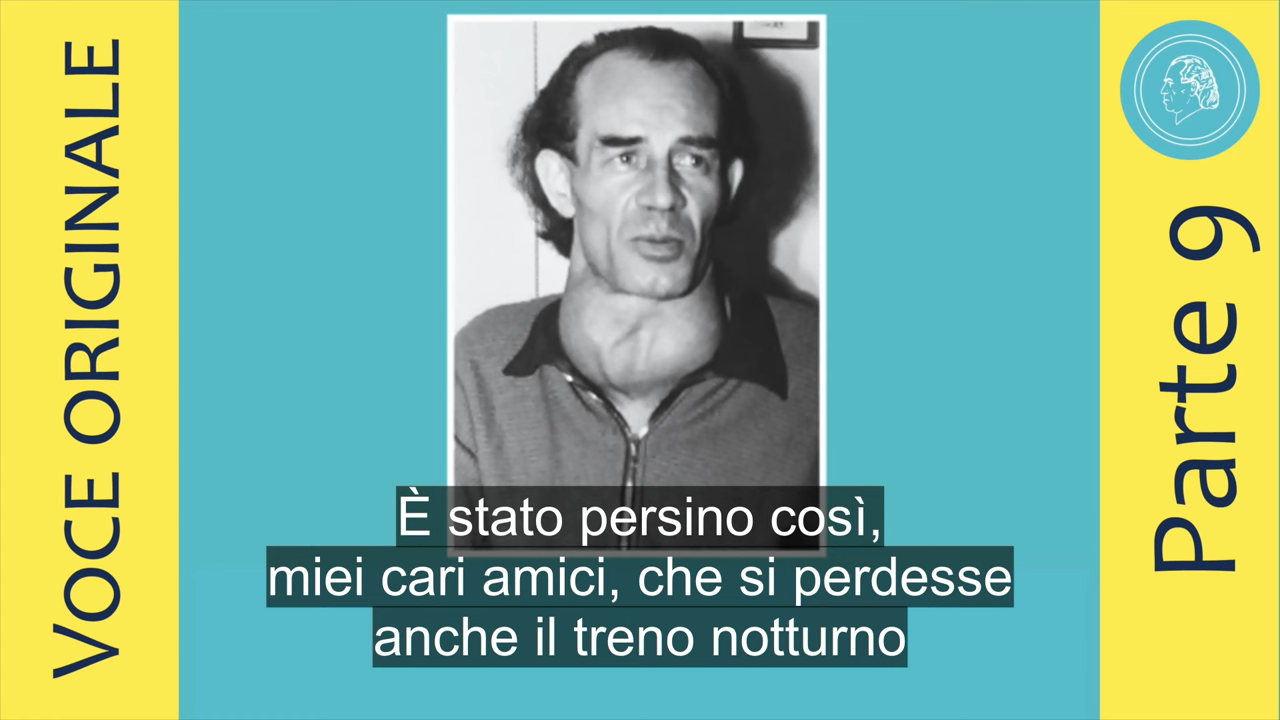 VOCE ORIGINALE
Parte 9
È stato persino così,
miei cari amici, che si perdesse
anche il treno notturno